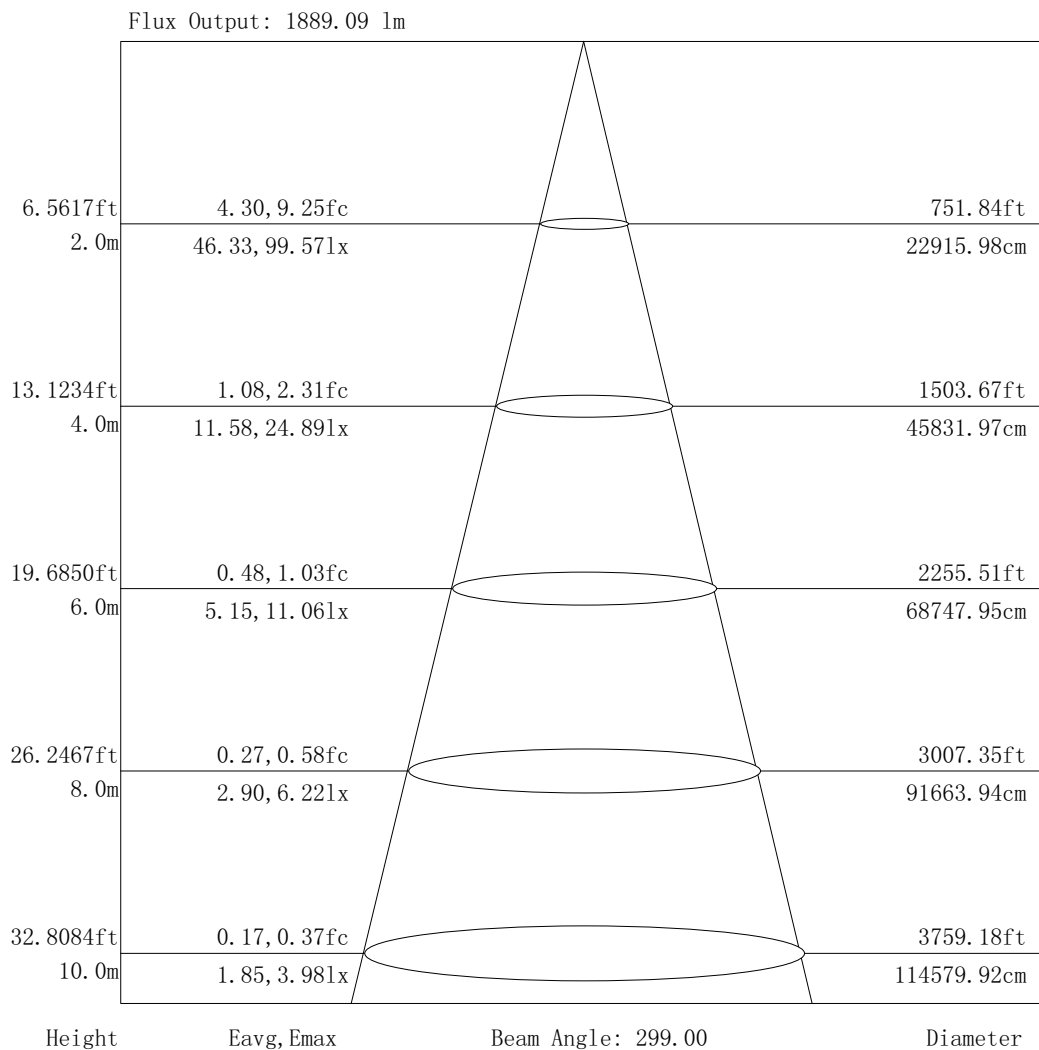 Flux Output: 1889.09 lm
6.5617ft 4.30,9.25fc 751.84ft
2.0m 46.33,99.57lx 22915.98cm
13.1234ft 1.08,2.31fc 1503.67ft
4.0m 11.58,24.89lx 45831.97cm
19.6850ft 0.48,1.03fc 2255.51ft
6.0m 5.15,11.06lx 68747.95cm
26.2467ft 0.27,0.58fc 3007.35ft
8.0m 2.90,6.22lx 91663.94cm
32.8084ft 0.17,0.37fc 3759.18ft
10.0m 1.85,3.98lx 114579.92cm
Height Eavg,Emax Beam Angle: 299.00 Diameter